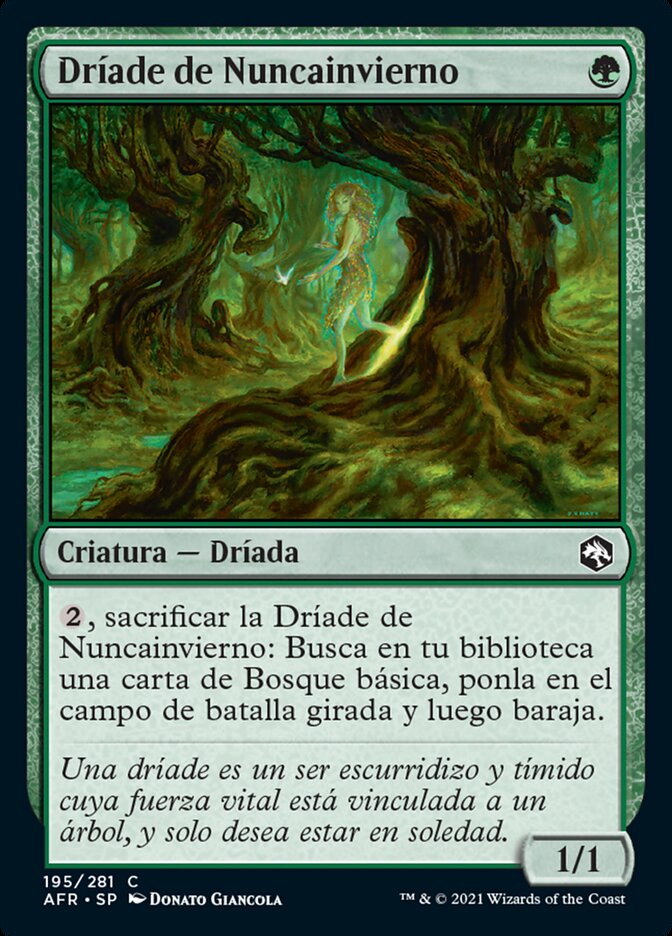 Dríade de Nuncainvierno
Criatura — Dríada
2, sacrificar la Dríade de
Nuncainvierno: Busca en tu biblioteca
una carta de Bosque básica, ponla en el
campo de batalla girada y luego baraja.
Una dríade es un ser escurridizo y tímido
cuya fuerza vital está vinculada a un
árbol, y solo desea estar en soledad.
1/1
195/281 C
AFR • SP Donato Giancola
™ & © 2021 Wizards of the Coast